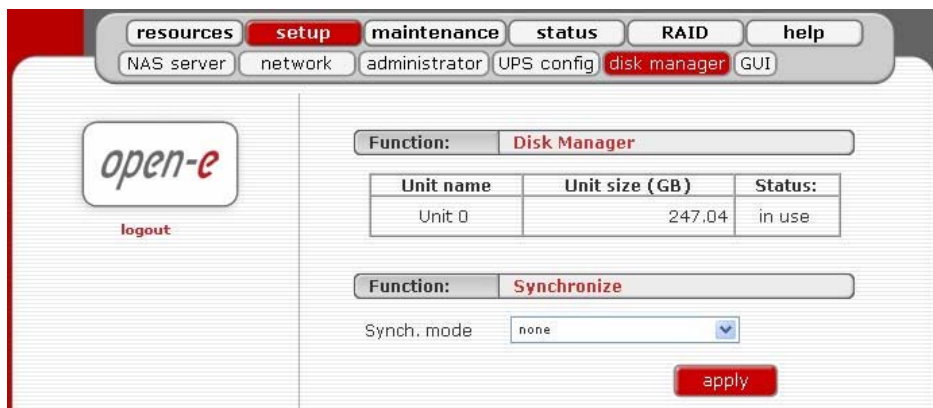 resources setup maintenance status RAID help
NAS server network administrator UPS config disk manager GUI
open-e
logout
Function: Disk Manager
Unit name Unit size (GB) Status:
Unit 0 247.04 in use
Function: Synchronize
Synch. mode none
apply